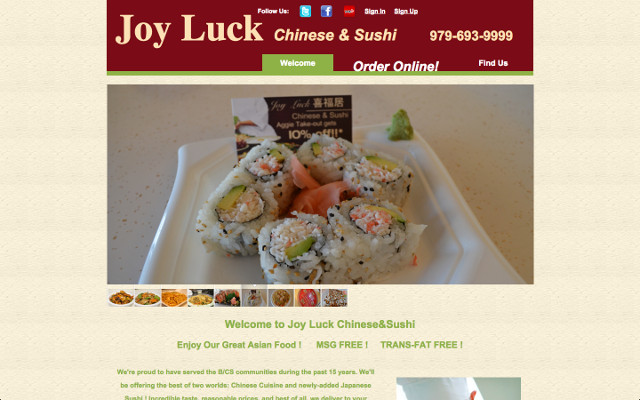 Follow Us:
Sign In
Sign Up
Joy Luck
Chinese & Sushi
979-693-9999
Welcome
Order Online!
Find Us
Joy Luck 喜福居
Chinese & Sushi
Aggie Take-out gets
10% off!!*
Welcome to Joy Luck Chinese&Sushi
Enjoy Our Great Asian Food ! MSG FREE ! TRANS-FAT FREE !
We're proud to have served the B/CS communities during the past 10 years. We'll
be offering the best of two worlds: Chinese Cuisine and newly-added Japanese
Sushi ! Incredible taste, reasonable prices, and best of all, we deliver to your